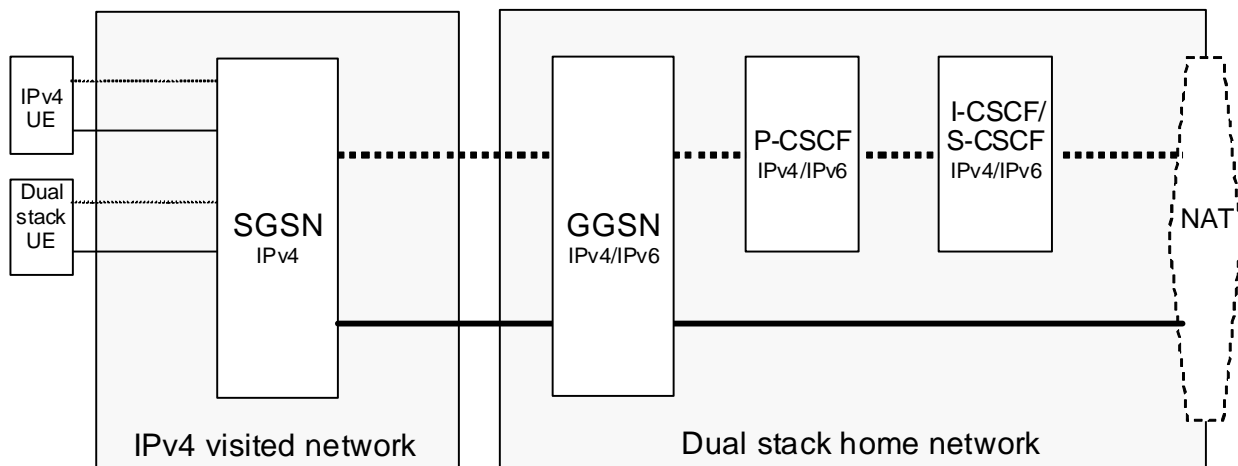 IPv4
UE
Dual
stack
UE
SGSN
IPv4
GGSN
IPv4/IPv6
P-CSCF
IPv4/IPv6
I-CSCF/
S-CSCF
IPv4/IPv6
NAT
IPv4 visited network
Dual stack home network